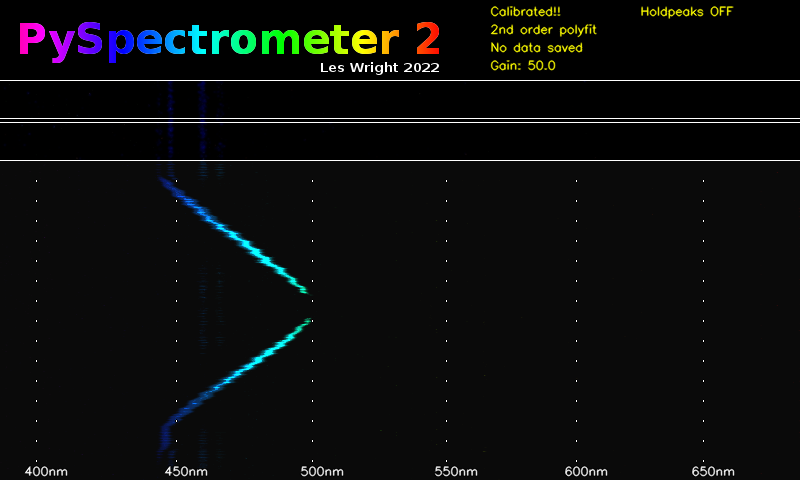 PySpectrometer 2
Les Wright 2022
Calibrated!!
2nd order polyfit
No data saved
Gain: 50.0
Holdpeaks OFF
400nm 450nm 500nm 550nm 600nm 650nm